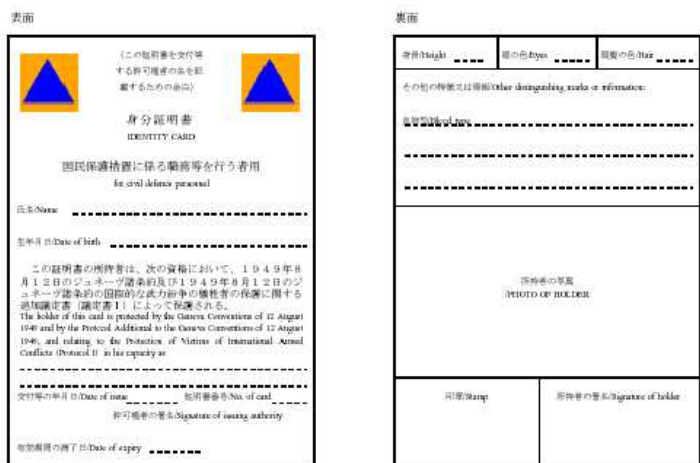 表面
(この証明書を交付等
する許可権者の名を記
載するための余白)
身分証明書
IDENTITY CARD
国民保護措置に係る職務等を行う者用
for civil defence personnel
氏名/Name
生年月日/Date of birth
この証明書の所持者は、次の資格において、1949年8
月12日のジュネーヴ諸条約及び1949年8月12日のジ
ュネーヴ諸条約の国際的な武力紛争の犠牲者の保護に関する
追加議定書(議定書I)によって保護される。
The holder of this card is protected by the Geneva Conventions of 12 August
1949 and by the Protocol Additional to the Geneva Conventions of 12 August
1949, and relating to the Protection of Victims of International Armed
Conflicts (Protocol I) in his capacity as
交付等の年月日/Date of issue 証明書番号/No. of card
許可権者の署名/Signature of issuing authority
有効期間の満了日/Date of expiry
裏面
身長/Height 眼の色/Eyes 頭髪の色/Hair
その他の特徴又は情報/Other distinguishing marks or information:
血液型/Blood type
所持者の写真
/PHOTO OF HOLDER
印章/Stamp 所持者の署名/Signature of holder